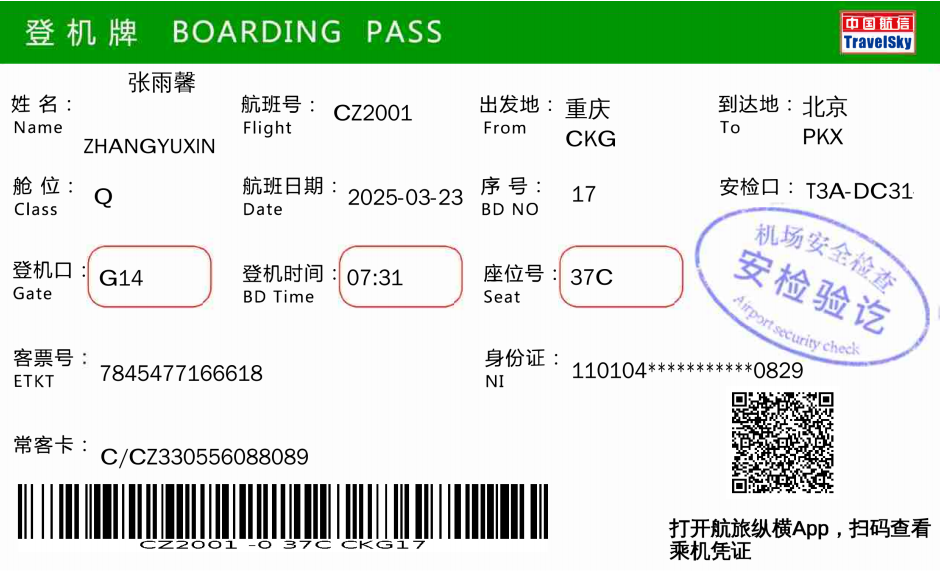 登机牌 BOARDING PASS
中国航信
TravelSky
张雨馨
姓名： 航班号： CZ2001 出发地： 重庆 到达地： 北京
Name ZHANGYUXIN Flight From CKG To PKX
舱位： Q 航班日期： 2025-03-23 序号： 17 安检口： T3A-DC31
Class Date BD NO
机场安全检查
安检验讫
Airport security check
登机口： G14 登机时间： 07:31 座位号： 37C
Gate BD Time Seat
客票号： 7845477166618 身份证： 110104***********0829
ETKT NI
常客卡： C/CZ330556088089
CZ2001 -0 37C CKG17
打开航旅纵横App，扫码查看
乘机凭证